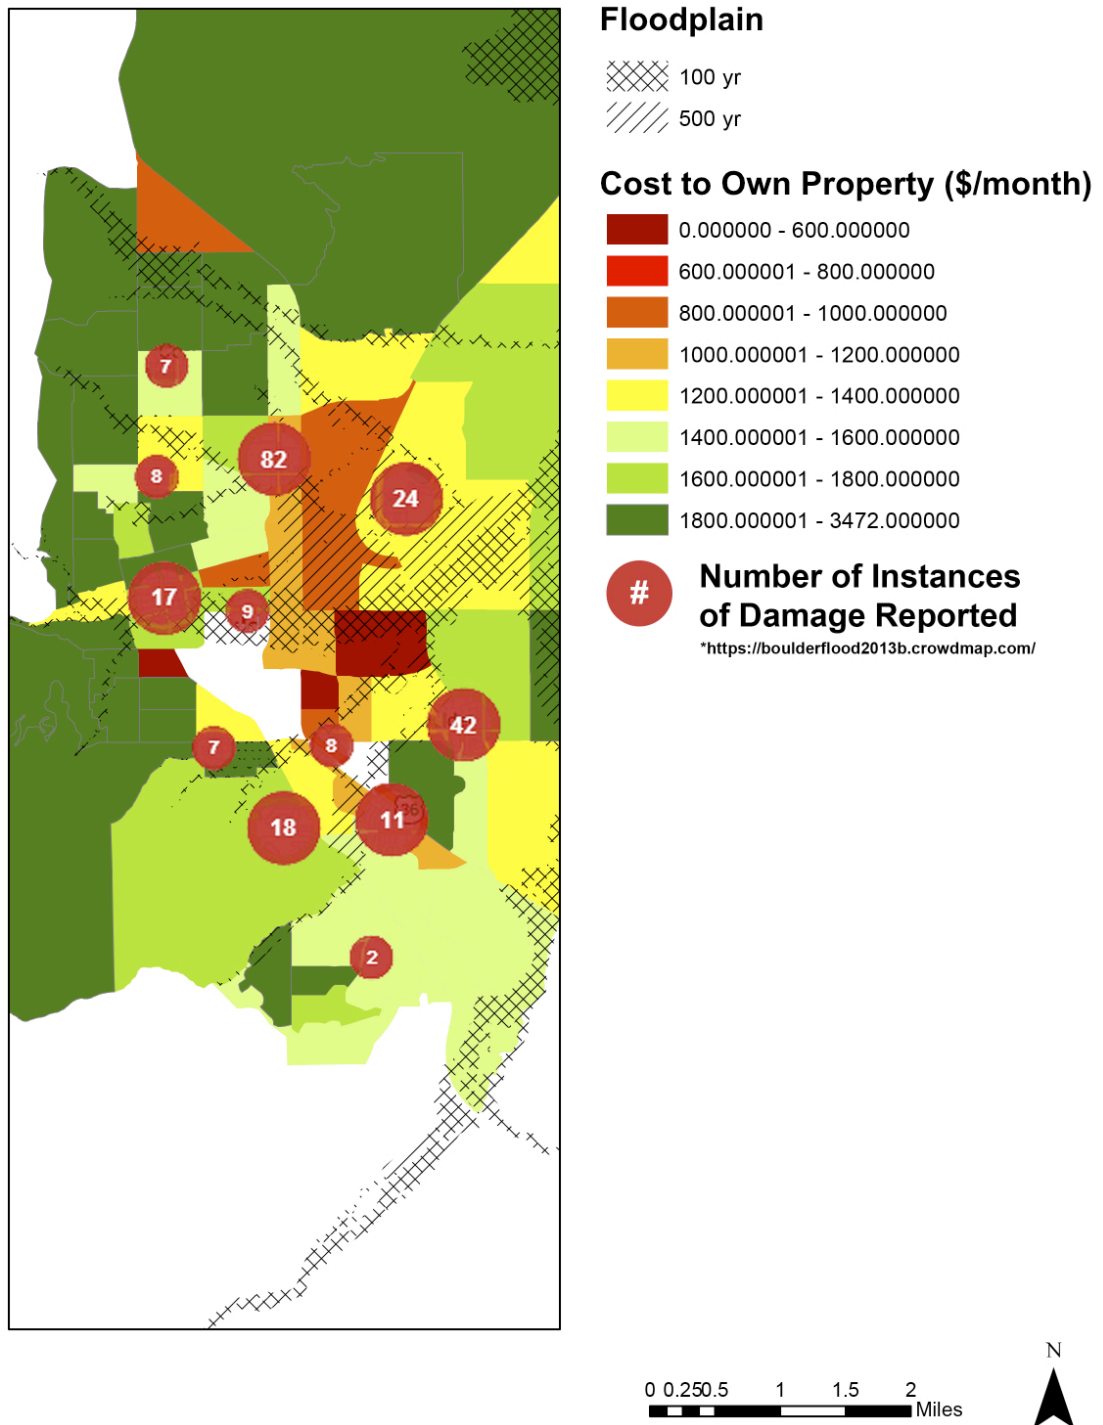 Floodplain
100 yr
500 yr
Cost to Own Property ($/month)
0.000000 - 600.000000
600.000001 - 800.000000
800.000001 - 1000.000000
1000.000001 - 1200.000000
1200.000001 - 1400.000000
1400.000001 - 1600.000000
1600.000001 - 1800.000000
1800.000001 - 3472.000000
# Number of Instances
of Damage Reported
*https://boulderflood2013b.crowdmap.com/
7
82
8
24
17
9
42
7
8
36
11
18
2
N
0 0.250.5 1 1.5 2
Miles